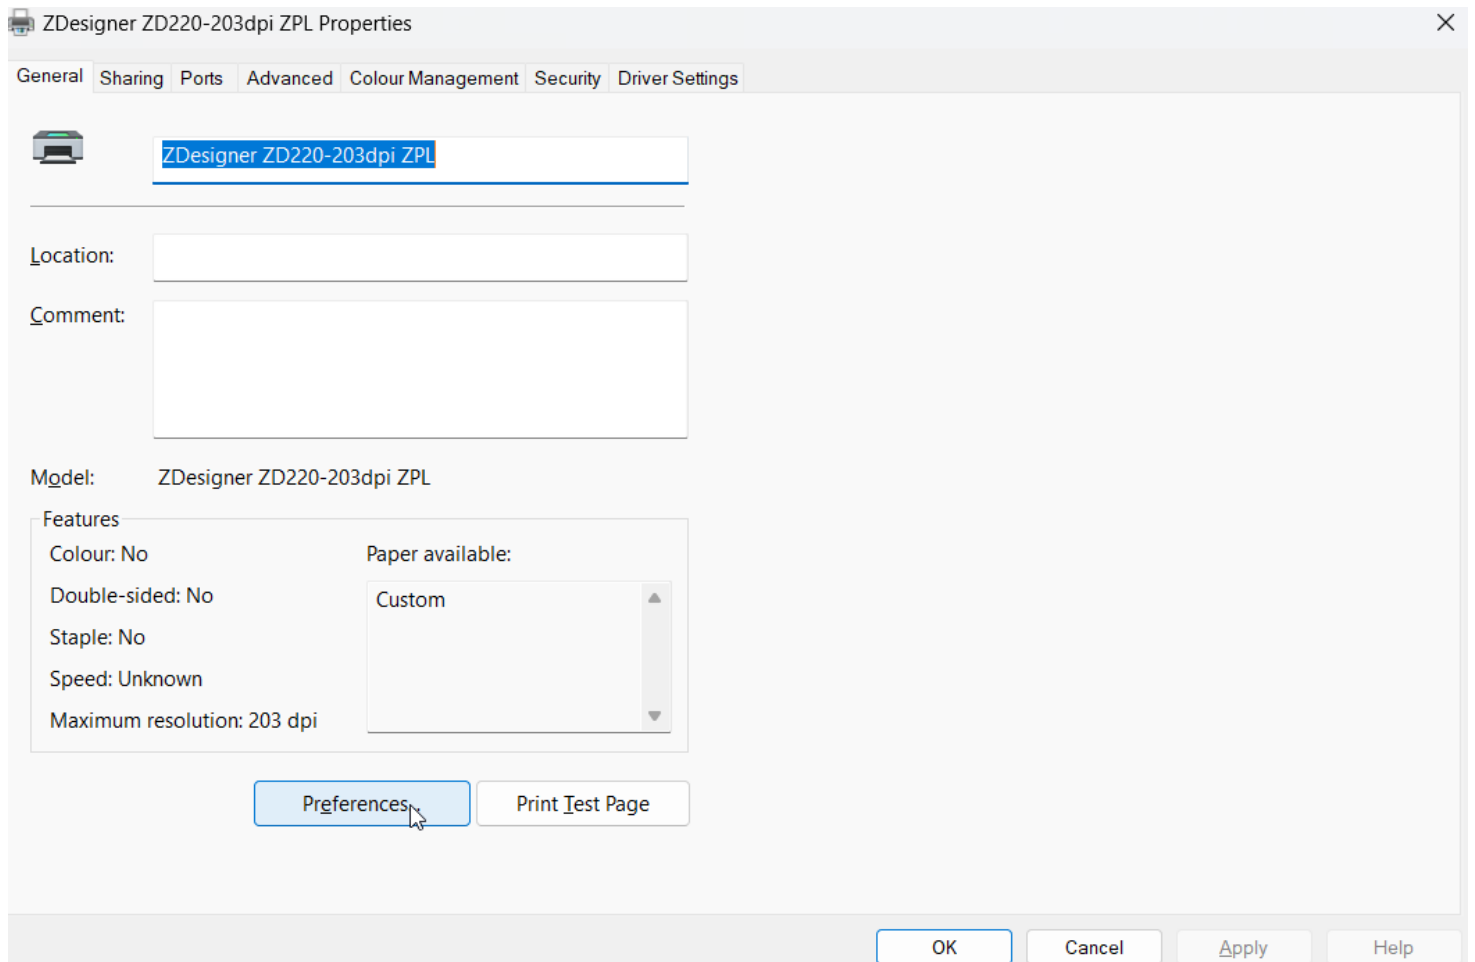 ZDesigner ZD220-203dpi ZPL Properties
General Sharing Ports Advanced Colour Management Security Driver Settings
ZDesigner ZD220-203dpi ZPL
Location:
Comment:
Model: ZDesigner ZD220-203dpi ZPL
Features
Colour: No
Paper available:
Double-sided: No
Custom
Staple: No
Speed: Unknown
Maximum resolution: 203 dpi
Preferences... Print Test Page
OK Cancel Apply Help